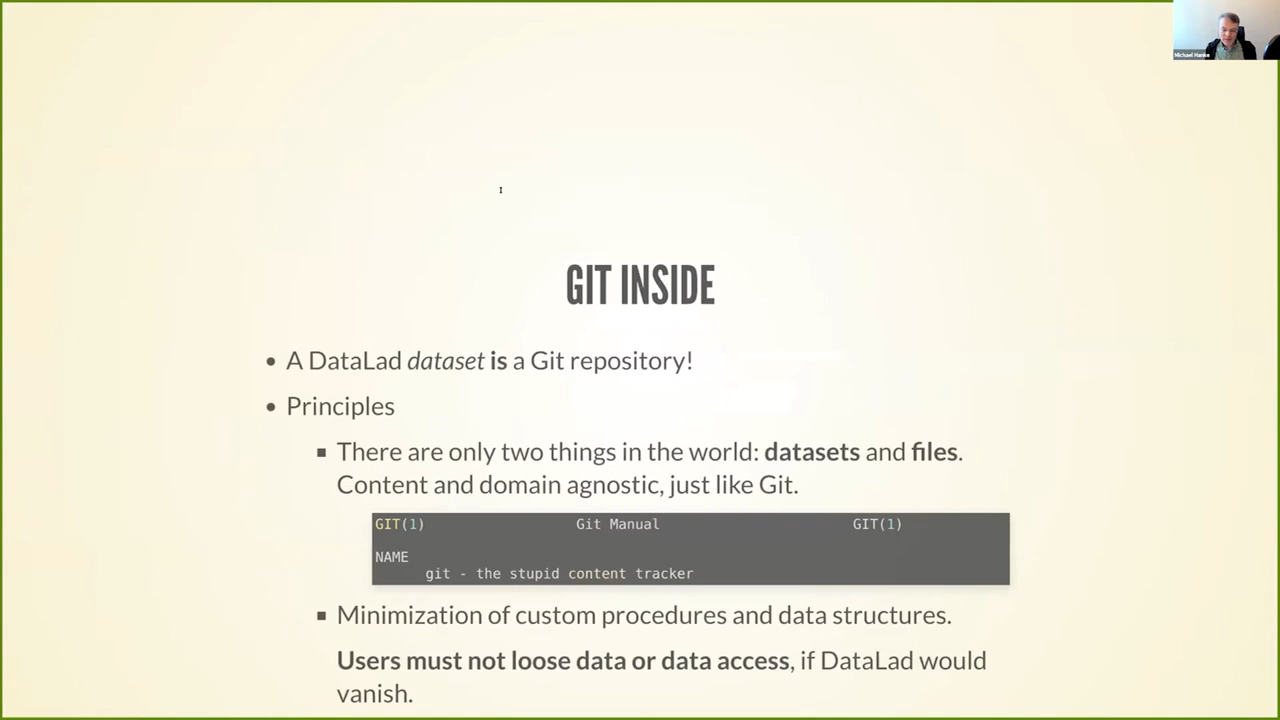 Michael Hanke
GIT INSIDE
• A DataLad dataset is a Git repository!
• Principles
▪ There are only two things in the world: datasets and files.
Content and domain agnostic, just like Git.
GIT(1) Git Manual GIT(1)
NAME
git - the stupid content tracker
▪ Minimization of custom procedures and data structures.
Users must not loose data or data access, if DataLad would
vanish.